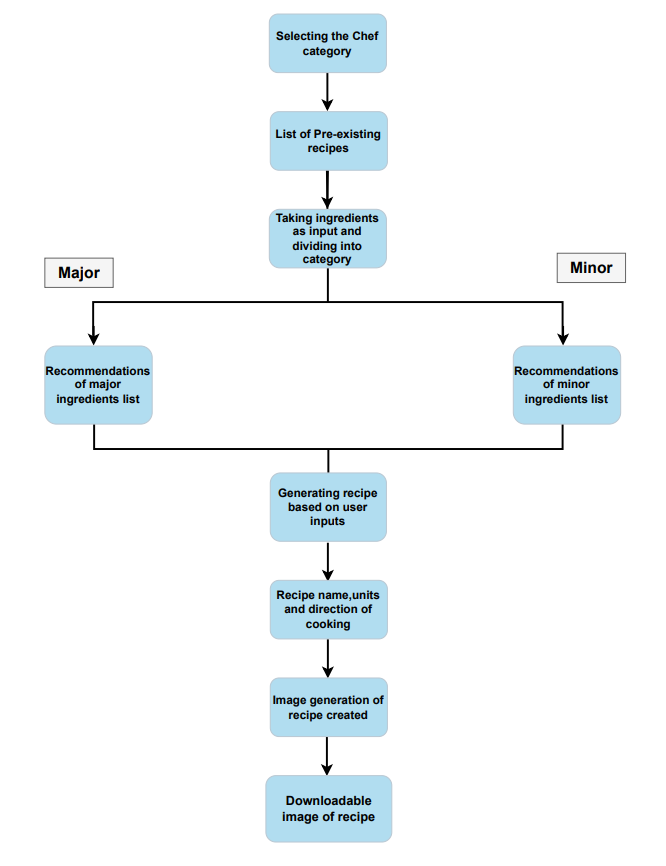 Selecting the Chef
category
List of Pre-existing
recipes
Taking ingredients
as input and
dividing into
category
Major
Minor
Recommendations
of major
ingredients list
Recommendations
of minor
ingredients list
Generating recipe
based on user
inputs
Recipe name,units
and direction of
cooking
Image generation of
recipe created
Downloadable
image of recipe